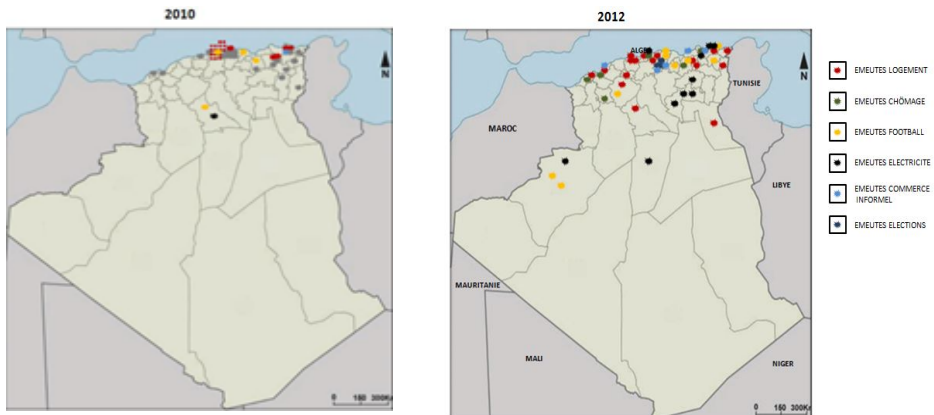 2010
2012
N
N
ALGER
TUNISIE
MAROC
LIBYE
MAURITANIE
MALI
NIGER
0 150 300Km
0 150 300Km
EMEUTES LOGEMENT
EMEUTES CHÔMAGE
EMEUTES FOOTBALL
EMEUTES ELECTRICITE
EMEUTES COMMERCE
INFORMEL
EMEUTES ELECTIONS